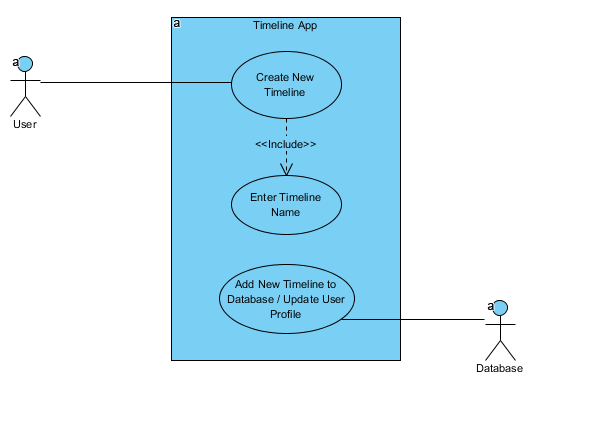 a
Timeline App
a
User
Create New
Timeline
<<Include>>
Enter Timeline
Name
Add New Timeline to
Database / Update User
Profile
a
Database